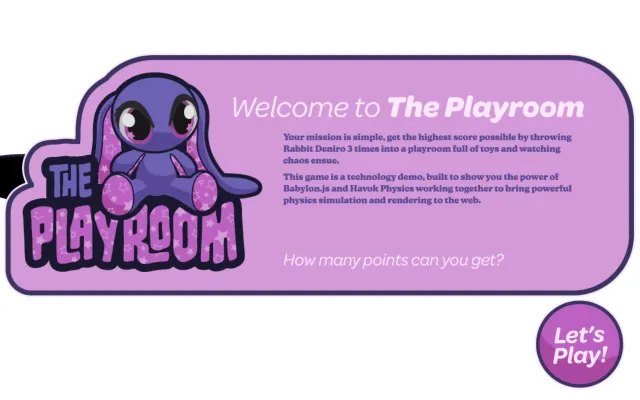 THE
PLAYROOM
Welcome to The Playroom
Your mission is simple, get the highest score possible by throwing
Rabbit Deniro 3 times into a playroom full of toys and watching
chaos ensue.
This game is a technology demo, built to show you the power of
Babylon.js and Havok Physics working together to bring powerful
physics simulation and rendering to the web.
How many points can you get?
Let's
Play!